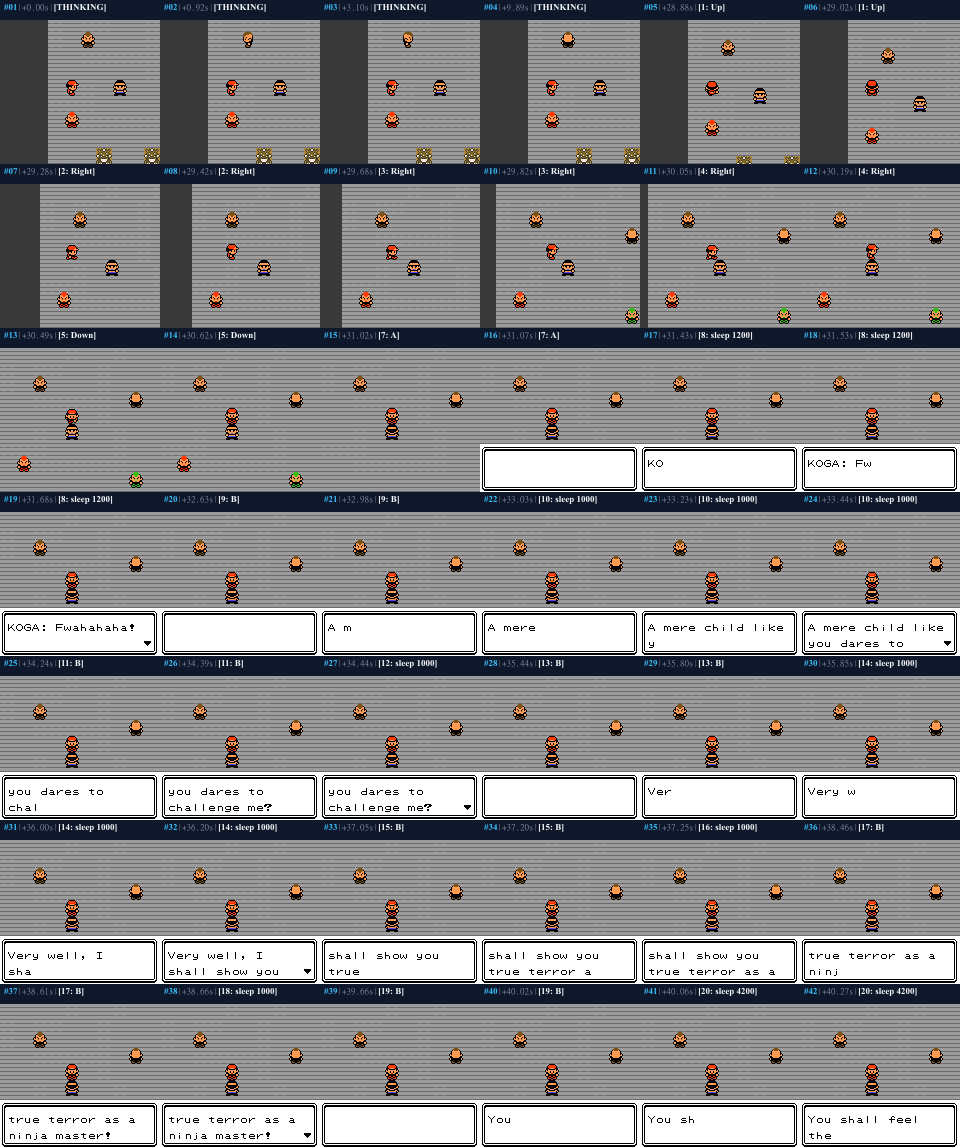 #01|+0.00s|[THINKING] #02|+0.92s|[THINKING] #03|+3.10s|[THINKING] #04|+9.89s|[THINKING] #05|+28.88s|[1: Up] #06|+29.02s|[1: Up]
#07|+29.28s|[2: Right] #08|+29.42s|[2: Right] #09|+29.68s|[3: Right] #10|+29.82s|[3: Right] #11|+30.05s|[4: Right] #12|+30.19s|[4: Right]
#13|+30.49s|[5: Down] #14|+30.62s|[5: Down] #15|+31.02s|[7: A] #16|+31.07s|[7: A] #17|+31.43s|[8: sleep 1200] #18|+31.53s|[8: sleep 1200]
KO
KOGA: Fw
#19|+31.68s|[8: sleep 1200] #20|+32.63s|[9: B] #21|+32.98s|[9: B] #22|+33.03s|[10: sleep 1000] #23|+33.23s|[10: sleep 1000] #24|+33.44s|[10: sleep 1000]
KOGA: Fwahahaha!
A m
A mere
A mere child like
y
A mere child like
you dares to
#25|+34.24s|[11: B] #26|+34.39s|[11: B] #27|+34.44s|[12: sleep 1000] #28|+35.44s|[13: B] #29|+35.80s|[13: B] #30|+35.85s|[14: sleep 1000]
you dares to
chal
you dares to
challenge me?
you dares to
challenge me?
Ver
Very w
#31|+36.00s|[14: sleep 1000] #32|+36.20s|[14: sleep 1000] #33|+37.05s|[15: B] #34|+37.20s|[15: B] #35|+37.25s|[16: sleep 1000] #36|+38.46s|[17: B]
Very well, I
sha
Very well, I
shall show you
shall show you
true
shall show you
true terror a
shall show you
true terror as a
true terror as a
ninj
#37|+38.61s|[17: B] #38|+38.66s|[18: sleep 1000] #39|+39.66s|[19: B] #40|+40.02s|[19: B] #41|+40.06s|[20: sleep 4200] #42|+40.27s|[20: sleep 4200]
true terror as a
ninja master!
true terror as a
ninja master!
You
You sh
You shall feel
the